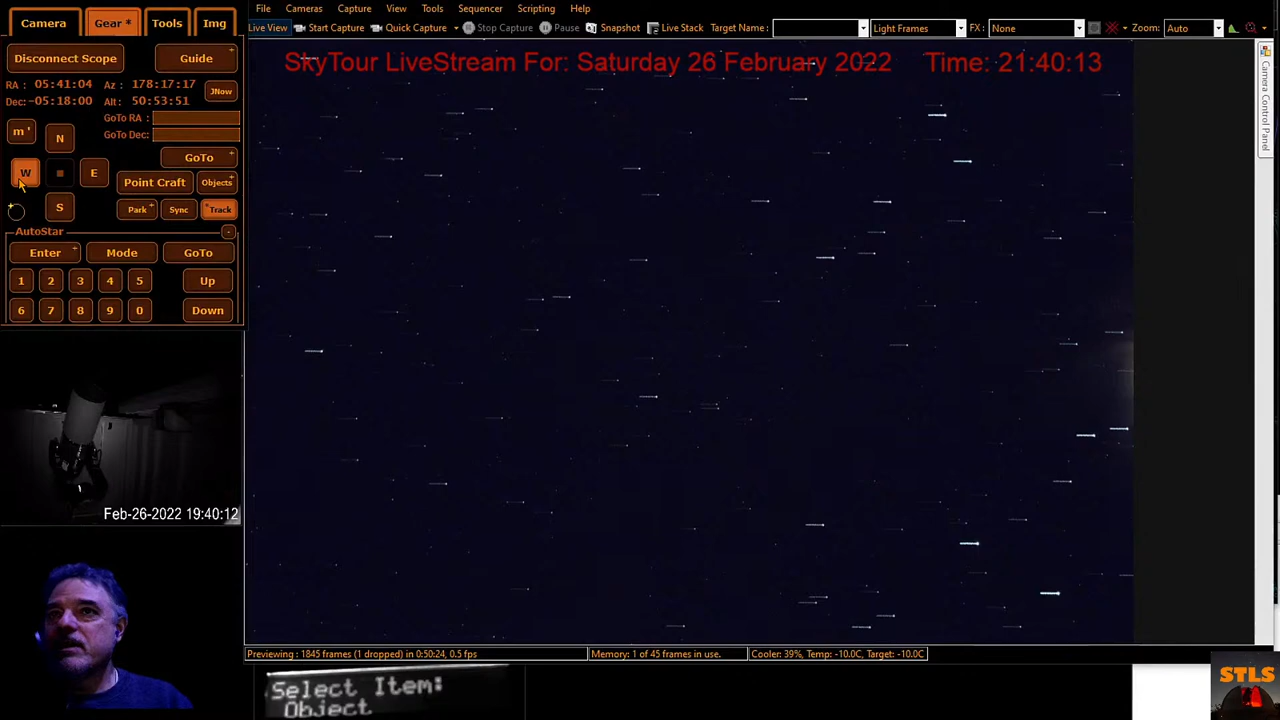 Camera Gear * Tools Img
File Cameras Capture View Tools Sequencer Scripting Help
Live View Start Capture Quick Capture Stop Capture Pause Snapshot Live Stack Target Name : Light Frames FX : None Zoom: Auto
SkyTour LiveStream For: Saturday 26 February 2022 Time: 21:40:13
Disconnect Scope Guide
RA : 05:41:04 Az : 178:17:17 JNow
Dec: -05:18:00 Alt: 50:53:51
GoTo RA :
GoTo Dec:
m ' N
GoTo
W E Point Craft Objects
S Park Sync Track
AutoStar
Enter Mode GoTo
1 2 3 4 5 Up
6 7 8 9 0 Down
Camera Control Panel
Feb-26-2022 19:40:12
Previewing : 1845 frames (1 dropped) in 0:50:24, 0.5 fps Memory: 1 of 45 frames in use. Cooler: 39%, Temp: -10.0C, Target: -10.0C
Select Item:
Object
STLS